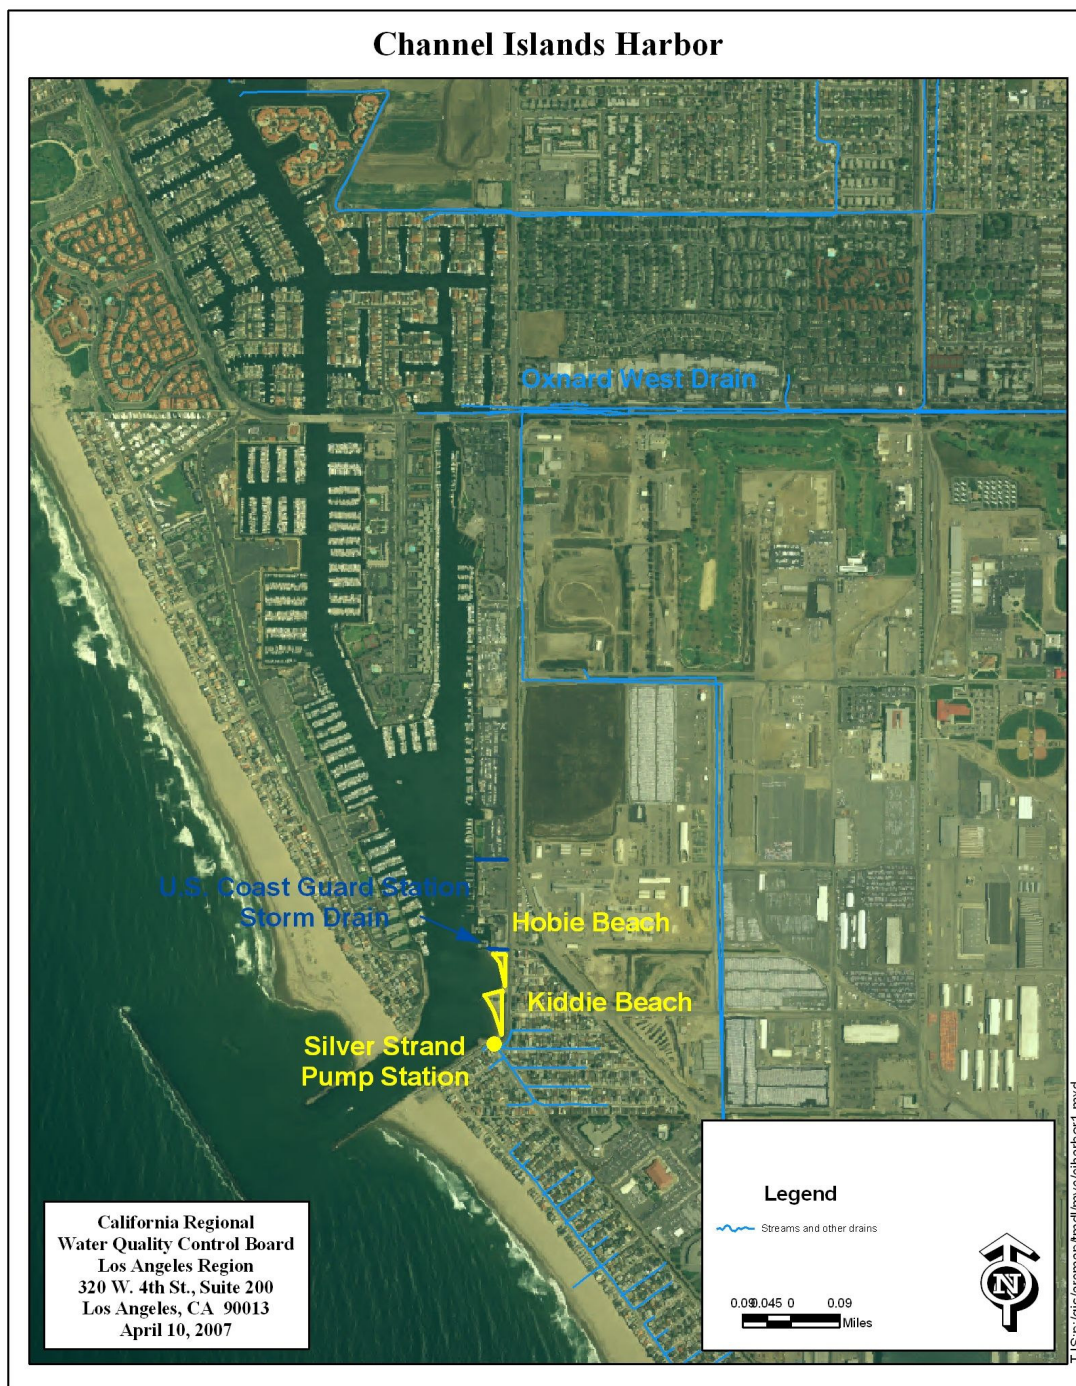 Channel Islands Harbor
Oxnard West Drain
U.S. Coast Guard Station
Storm Drain
Hobie Beach
Kiddie Beach
Silver Strand
Pump Station
California Regional
Water Quality Control Board
Los Angeles Region
320 W. 4th St., Suite 200
Los Angeles, CA 90013
April 10, 2007
Legend
Streams and other drains
N
0.09 0.045 0 0.09
Miles